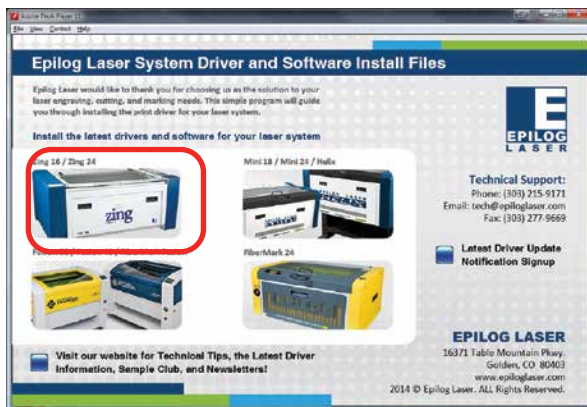 Adobe Flash Player 11
File View Control Help
Epilog Laser System Driver and Software Install Files
Epilog Laser would like to thank you for choosing us as the solution to your
laser engraving, cutting, and marking needs. This simple program will guide
you through installing the print driver for your laser system.
Install the latest drivers and software for your laser system
Zing 16 / Zing 24
Mini 18 / Mini 24 / Helix
zing
FiberMark 24
EPILOG
LASER
Technical Support:
Phone: (303) 215-9171
Email: tech@epiloglaser.com
Fax: (303) 277-9669
Latest Driver Update
Notification Signup
Visit our website for Technical Tips, the Latest Driver
Information, Sample Club, and Newsletters!
EPILOG LASER
16371 Table Mountain Pkwy.
Golden, CO 80403
www.epiloglaser.com
2014 © Epilog Laser. ALL Rights Reserved.